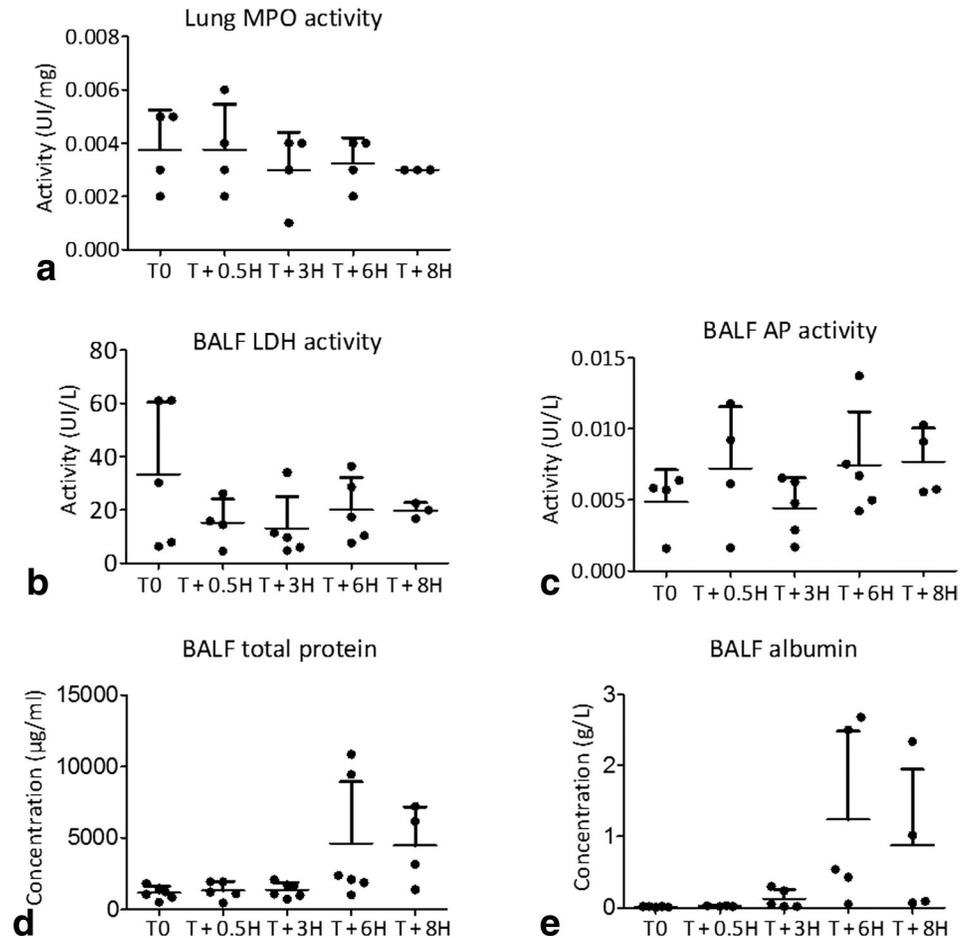 Lung MPO activity
Activity (UI/mg)
0.008
0.006
0.004
0.002
0.000
T0 T + 0.5H T + 3H T + 6H T + 8H
a
BALF LDH activity
Activity (UI/L)
80
60
40
20
0
T0 T + 0.5H T + 3H T + 6H T + 8H
b
BALF AP activity
Activity (UI/L)
0.015
0.010
0.005
0.000
T0 T + 0.5H T + 3H T + 6H T + 8H
c
BALF total protein
Concentration (µg/ml)
15000
10000
5000
0
T0 T + 0.5H T + 3H T + 6H T + 8H
d
BALF albumin
Concentration (g/L)
3
2
1
0
T0 T + 0.5H T + 3H T + 6H T + 8H
e